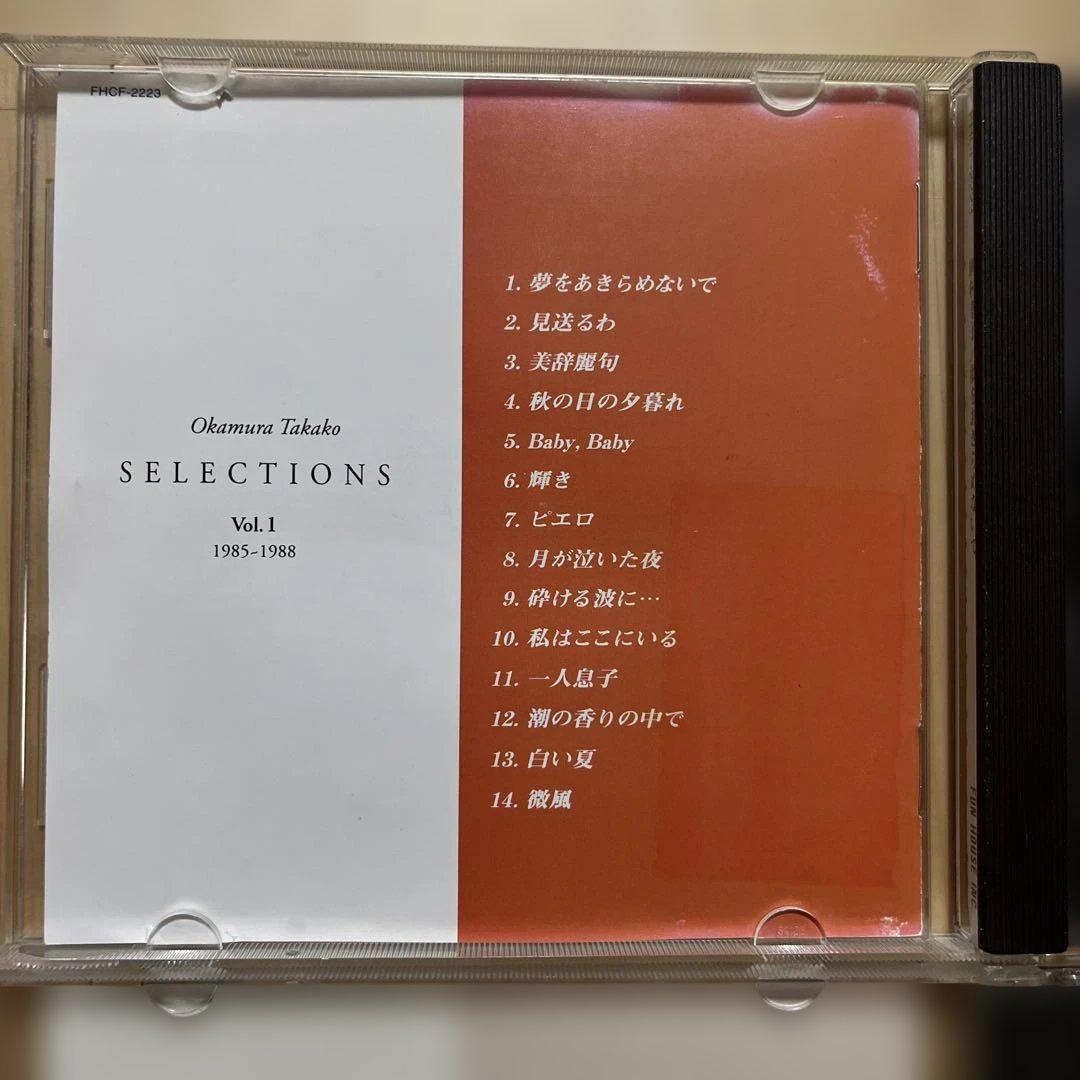 FHCF-2223
Okamura Takako
SELECTIONS
Vol. 1
1985~1988
1. 夢をあきらめないで
2. 見送るわ
3. 美辞麗句
4. 秋の日の夕暮れ
5. Baby, Baby
6. 輝き
7. ピエロ
8. 月が泣いた夜
9. 砕ける波に…
10. 私はここにいる
11. 一人息子
12. 潮の香りの中で
13. 白い夏
14. 微風
FUN HOUSE INC.